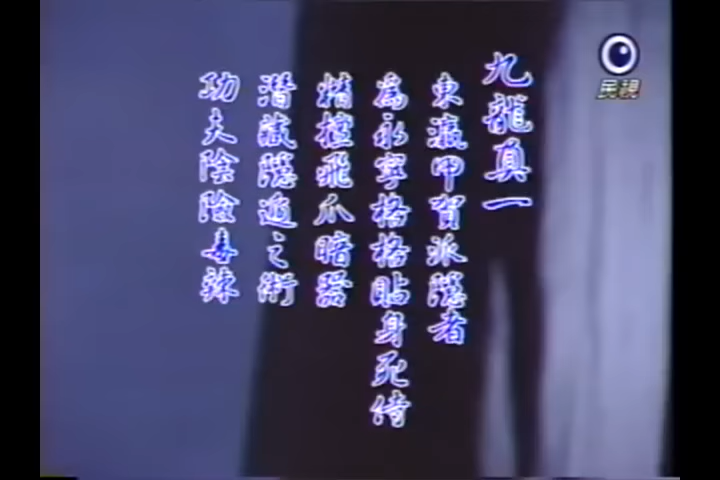 九龍真一
東瀛甲賀派隱者
為永寧格格貼身死侍
精擅飛爪暗器
潛藏隱遁之術
功夫陰險毒辣
民視